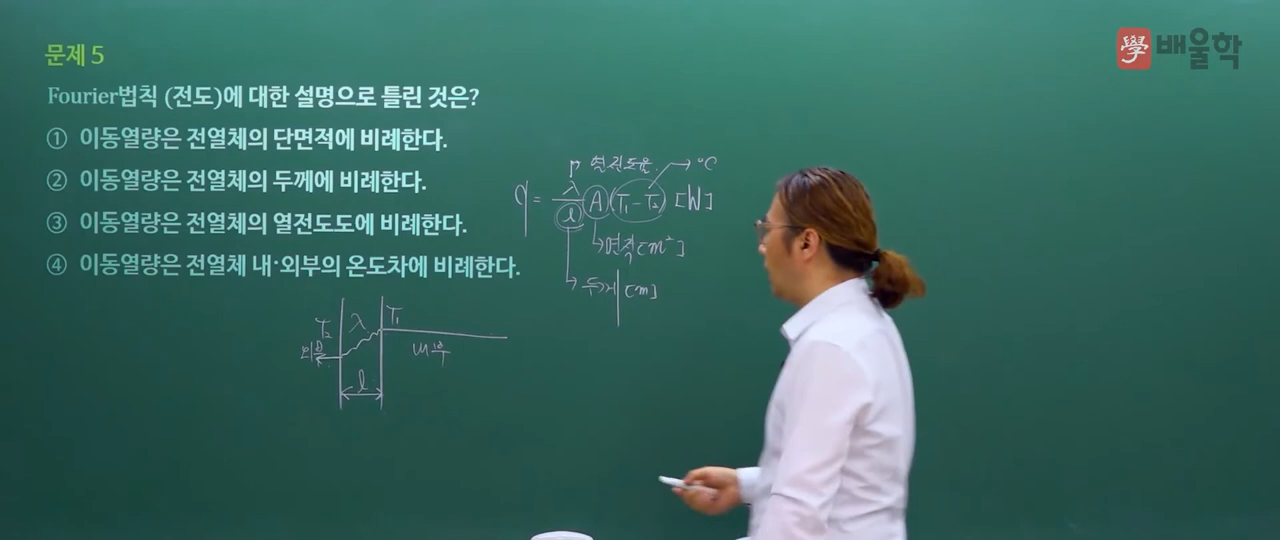 문제 5
Fourier법칙 (전도)에 대한 설명으로 틀린 것은?
① 이동열량은 전열체의 단면적에 비례한다.
② 이동열량은 전열체의 두께에 비례한다.
③ 이동열량은 전열체의 열전도도에 비례한다.
④ 이동열량은 전열체 내·외부의 온도차에 비례한다.
學 배울학
℃
q = λ/l A (T₁ - T₂) [W]
면적[m²]
두께 [m]
T₂ λ T₁
외부 내부
l